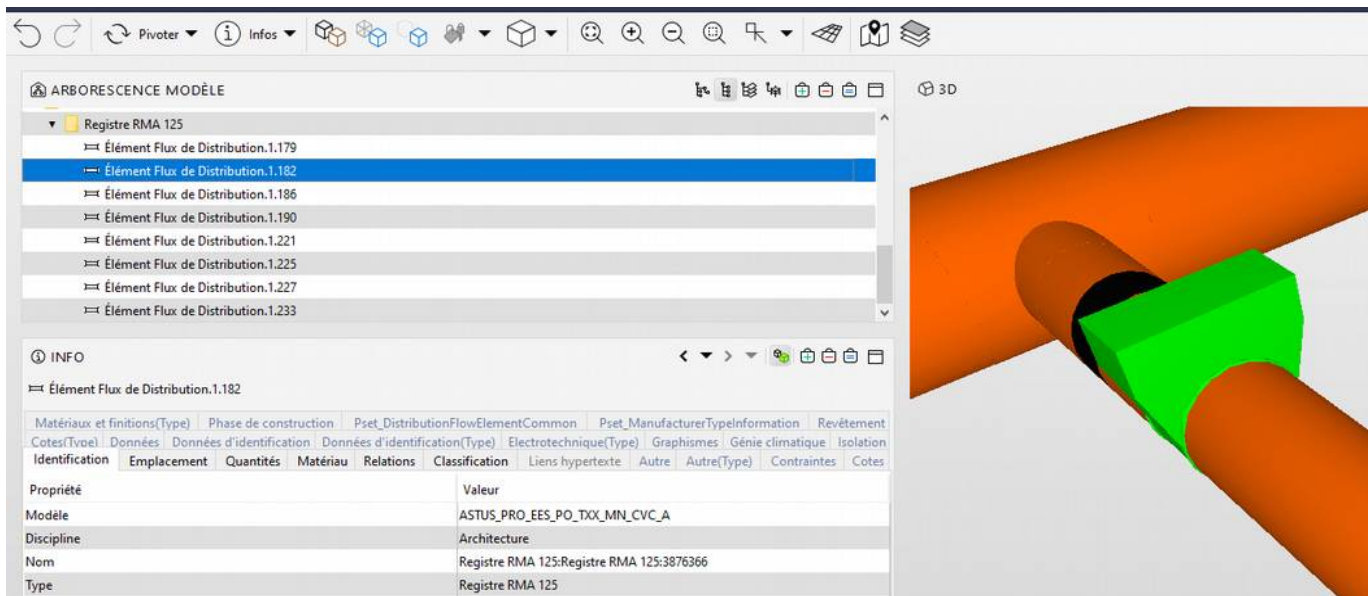 Pivoter Infos
ARBORESCENCE MODÈLE
3D
Registre RMA 125
Élément Flux de Distribution.1.179
Élément Flux de Distribution.1.182
Élément Flux de Distribution.1.186
Élément Flux de Distribution.1.190
Élément Flux de Distribution.1.221
Élément Flux de Distribution.1.225
Élément Flux de Distribution.1.227
Élément Flux de Distribution.1.233
INFO
Élément Flux de Distribution.1.182
Matériaux et finitions(Type) Phase de construction Pset_DistributionFlowElementCommon Pset_ManufacturerTypeInformation Revêtement
Cotes(Type) Données Données d'identification Données d'identification(Type) Electrotechnique(Type) Graphismes Génie climatique Isolation
Identification Emplacement Quantités Matériau Relations Classification Liens hypertexte Autre Autre(Type) Contraintes Cotes
Propriété Valeur
Modèle ASTUS_PRO_EES_PO_TXX_MN_CVC_A
Discipline Architecture
Nom Registre RMA 125:Registre RMA 125:3876366
Type Registre RMA 125